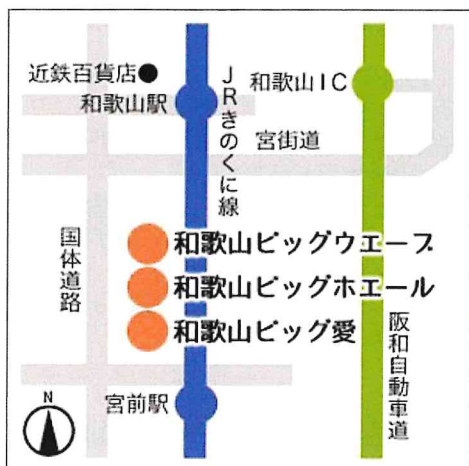 近鉄百貨店
和歌山駅
JRきのくに線
和歌山IC
宮街道
国体道路
和歌山ビッグウエーブ
和歌山ビッグホエール
和歌山ビッグ愛
阪和自動車道
宮前駅
N